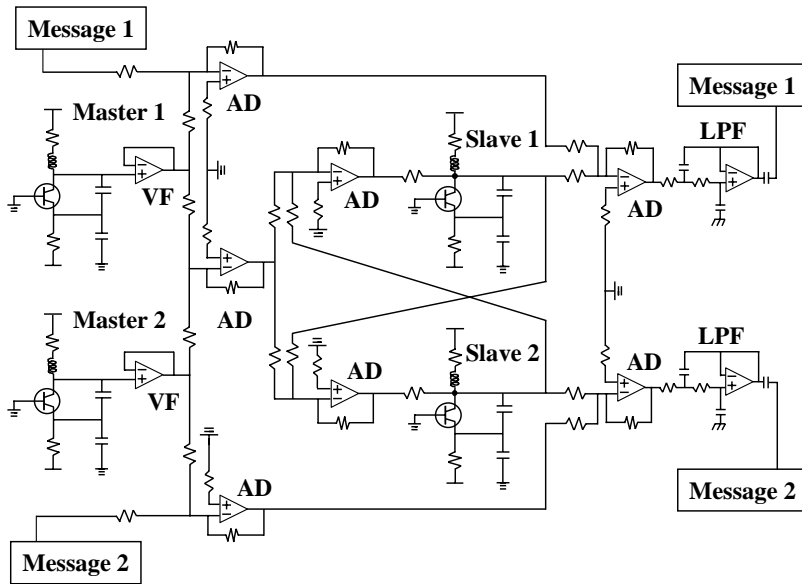 Message 1
Master 1
VF
AD
AD
Slave 1
AD
AD
LPF
Message 1
Master 2
VF
Slave 2
AD
AD
LPF
AD
Message 2
Message 2